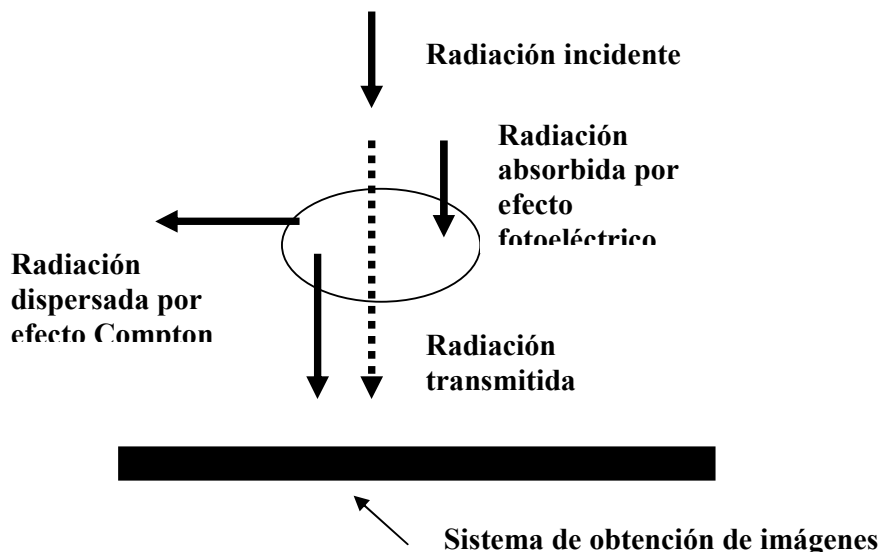 Radiación incidente
Radiación
absorbida por
efecto
fotoeléctrico
Radiación
dispersada por
efecto Compton
Radiación
transmitida
Sistema de obtención de imágenes